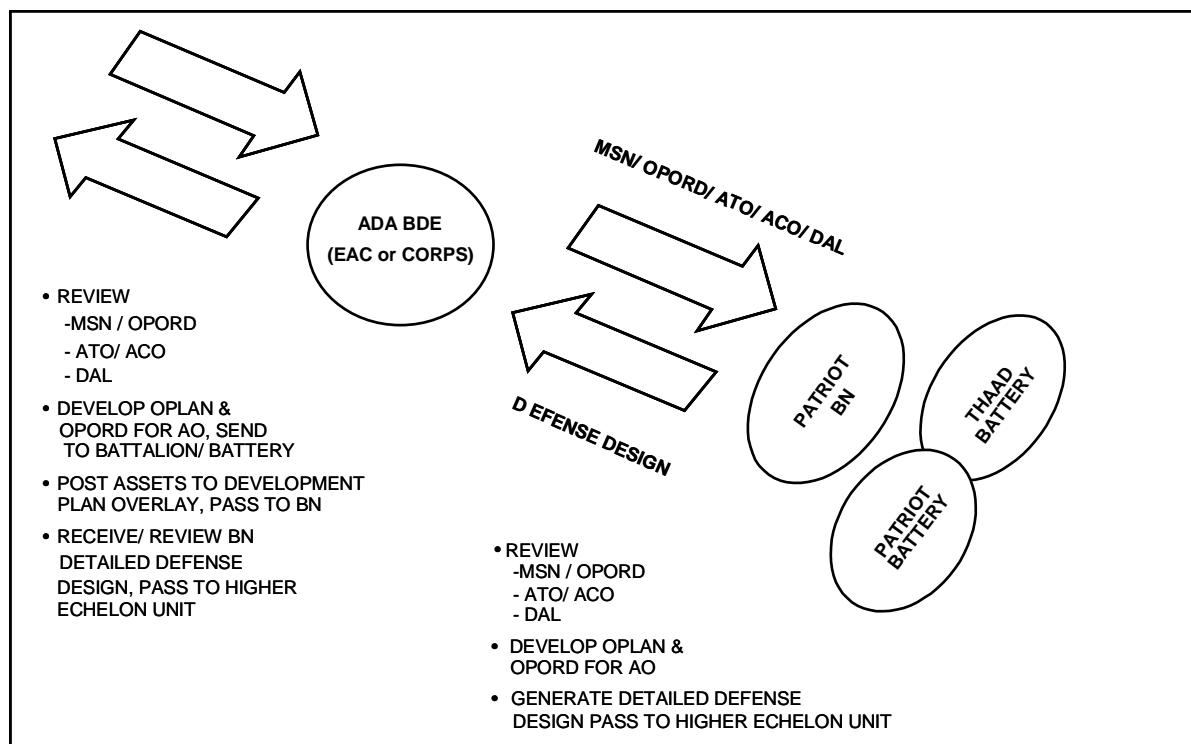 ADA BDE
(EAC or CORPS)
MSN/ OPORD/ ATO/ ACO/ DAL
D EFENSE DESIGN
PATRIOT
BN
THAAD
BATTERY
PATRIOT
BATTERY
• REVIEW
-MSN / OPORD
- ATO/ ACO
- DAL
• DEVELOP OPLAN &
OPORD FOR AO, SEND
TO BATTALION/ BATTERY
• POST ASSETS TO DEVELOPMENT
PLAN OVERLAY, PASS TO BN
• RECEIVE/ REVIEW BN
DETAILED DEFENSE
DESIGN, PASS TO HIGHER
ECHELON UNIT
• REVIEW
-MSN / OPORD
- ATO/ ACO
- DAL
• DEVELOP OPLAN &
OPORD FOR AO
• GENERATE DETAILED DEFENSE
DESIGN PASS TO HIGHER ECHELON UNIT